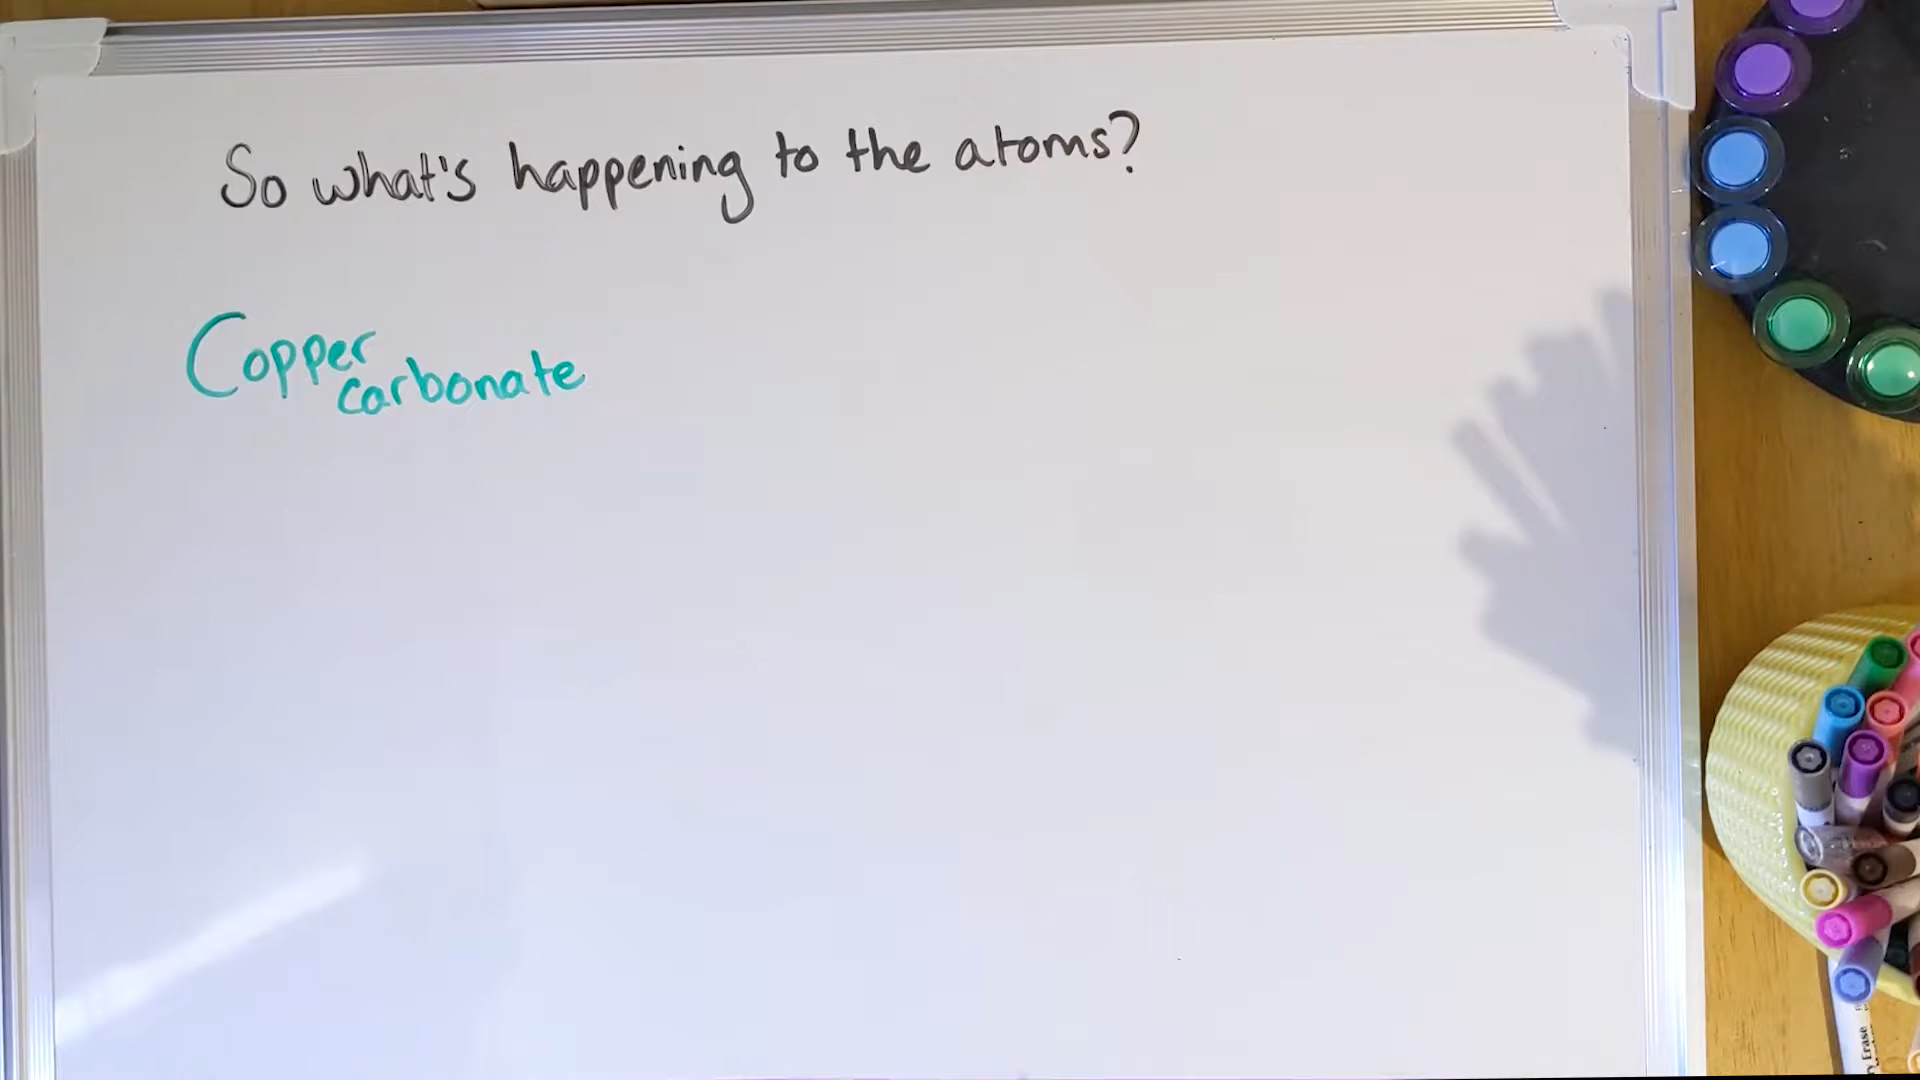 So what's happening to the atoms?
Copper
carbonate